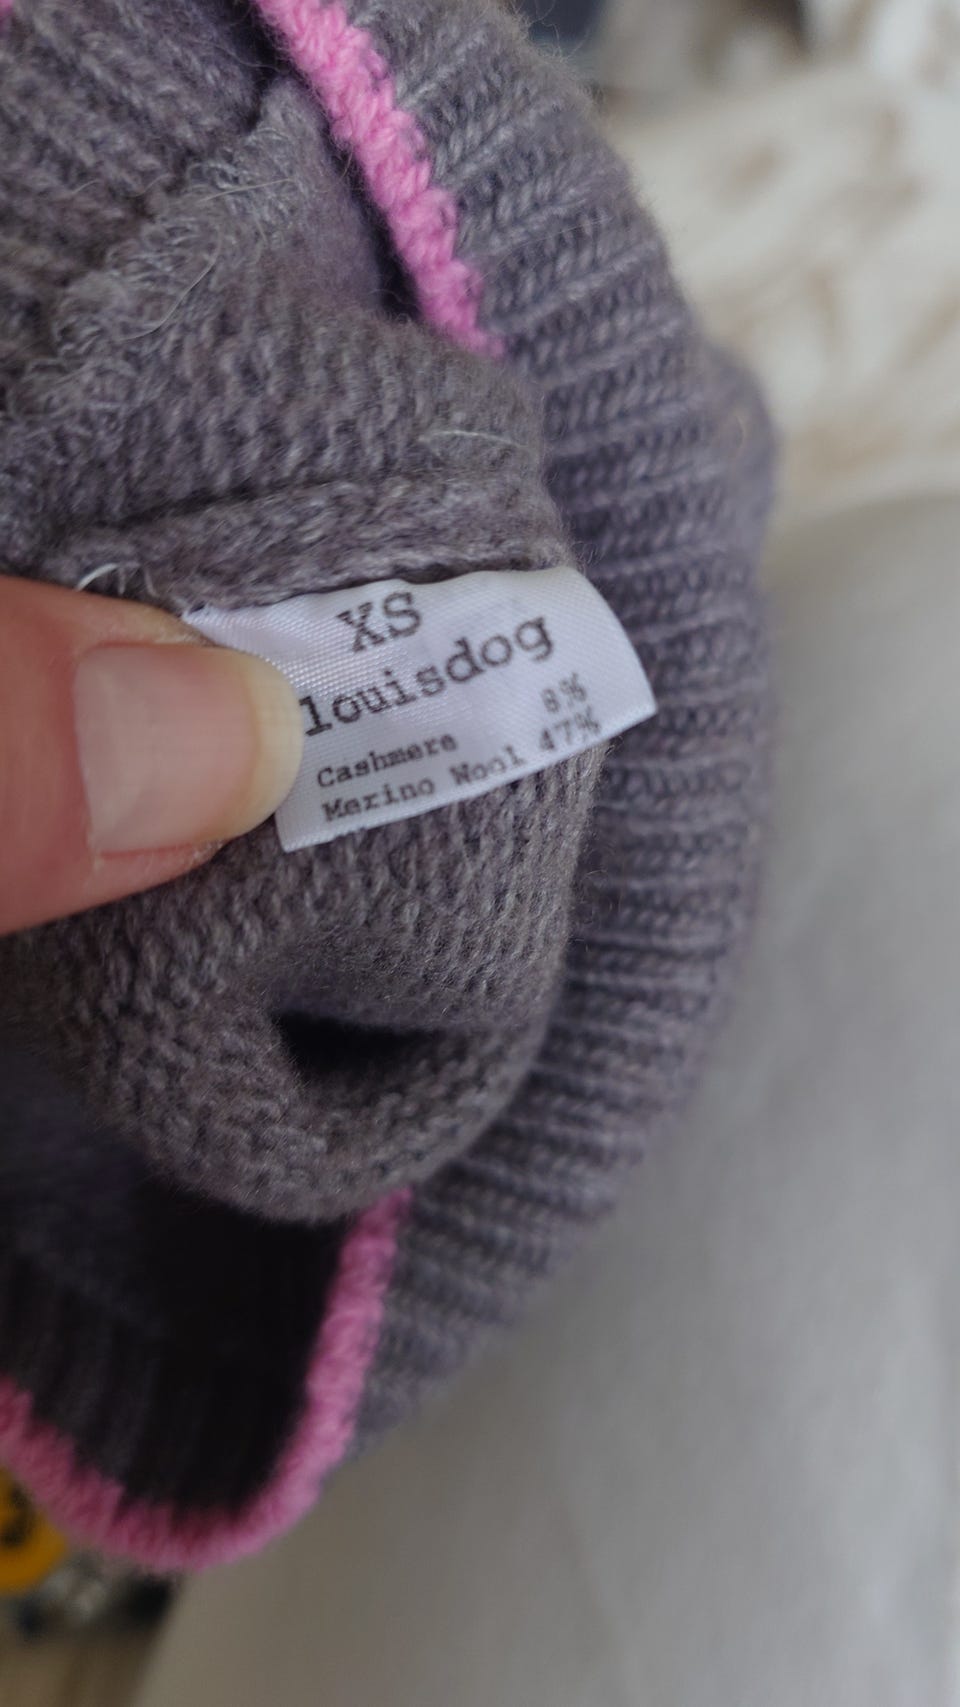 XS
louisdog
Cashmere 8%
Merino Wool 47%